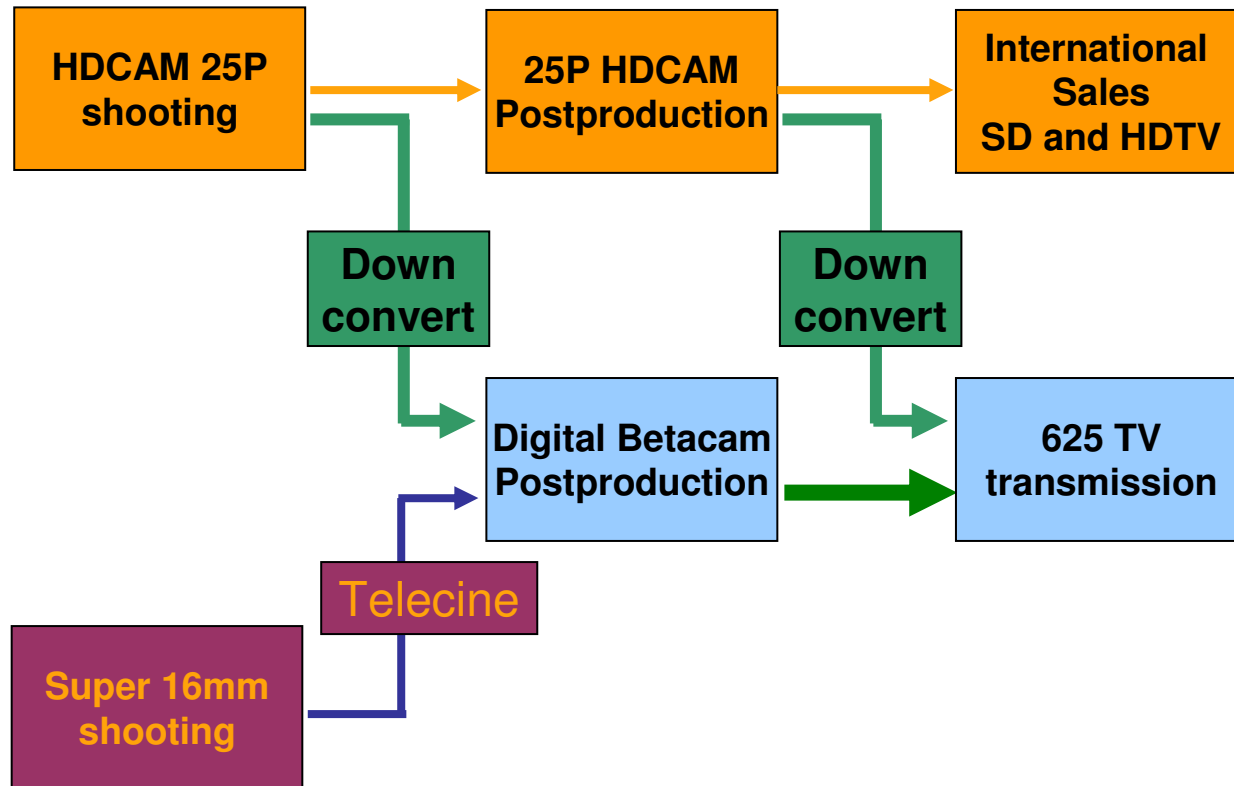 HDCAM 25P
shooting
25P HDCAM
Postproduction
International
Sales
SD and HDTV
Down
convert
Down
convert
Digital Betacam
Postproduction
625 TV
transmission
Telecine
Super 16mm
shooting